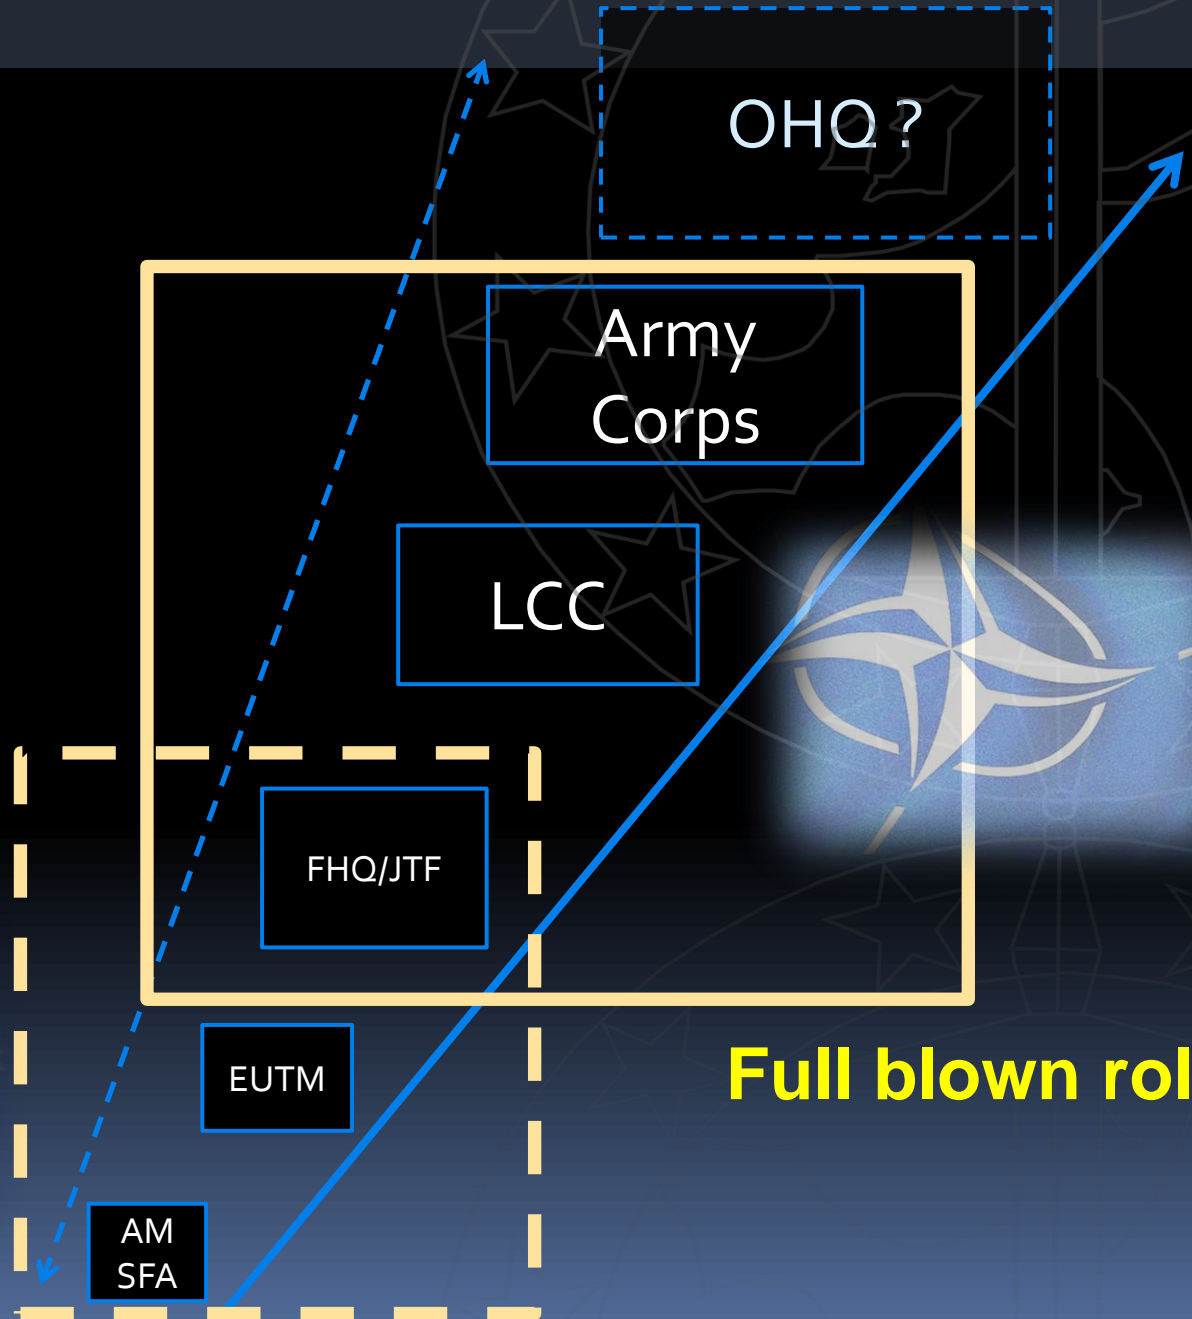 OHQ ?
Army
Corps
LCC
FHQ/JTF
EUTM
Full blown rol
AM
SFA